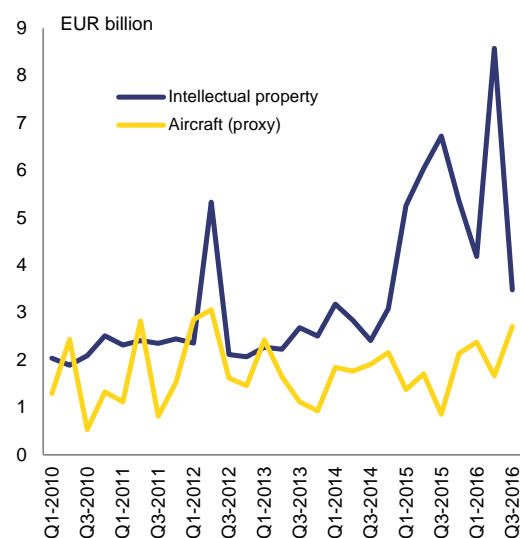 EUR billion
9
8
7
6
5
4
3
2
1
0
Intellectual property
Aircraft (proxy)
Q1-2010
Q3-2010
Q1-2011
Q3-2011
Q1-2012
Q3-2012
Q1-2013
Q3-2013
Q1-2014
Q3-2014
Q1-2015
Q3-2015
Q1-2016
Q3-2016